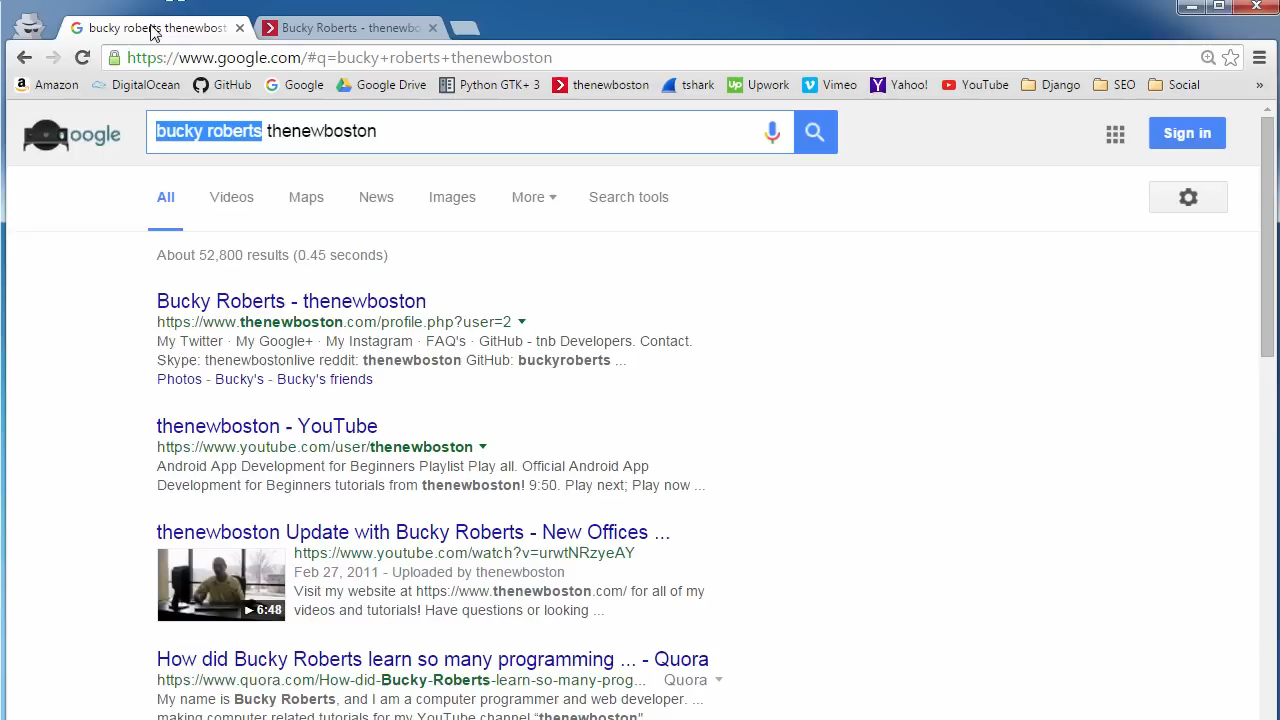 bucky roberts thenewbost
Bucky Roberts - thenewbo
https://www.google.com/#q=bucky+roberts+thenewboston
Amazon DigitalOcean GitHub Google Google Drive Python GTK+ 3 thenewboston tshark Up Upwork Vimeo Yahoo! YouTube Django SEO Social »
oogle
bucky roberts thenewboston
Sign in
All Videos Maps News Images More Search tools
About 52,800 results (0.45 seconds)
Bucky Roberts - thenewboston
https://www.thenewboston.com/profile.php?user=2
My Twitter · My Google+ · My Instagram · FAQ's · GitHub - tnb Developers. Contact.
Skype: thenewbostonlive reddit: thenewboston GitHub: buckyroberts ...
Photos - Bucky's - Bucky's friends
thenewboston - YouTube
https://www.youtube.com/user/thenewboston
Android App Development for Beginners Playlist Play all. Official Android App
Development for Beginners tutorials from thenewboston! 9:50. Play next; Play now ...
thenewboston Update with Bucky Roberts - New Offices ...
https://www.youtube.com/watch?v=urwtNRzyeAY
Feb 27, 2011 - Uploaded by thenewboston
Visit my website at https://www.thenewboston.com/ for all of my
videos and tutorials! Have questions or looking ...
6:48
How did Bucky Roberts learn so many programming ... - Quora
https://www.quora.com/How-did-Bucky-Roberts-learn-so-many-prog... Quora
My name is Bucky Roberts, and I am a computer programmer and web developer. ...
making computer related tutorials for my YouTube channel “thenewboston”